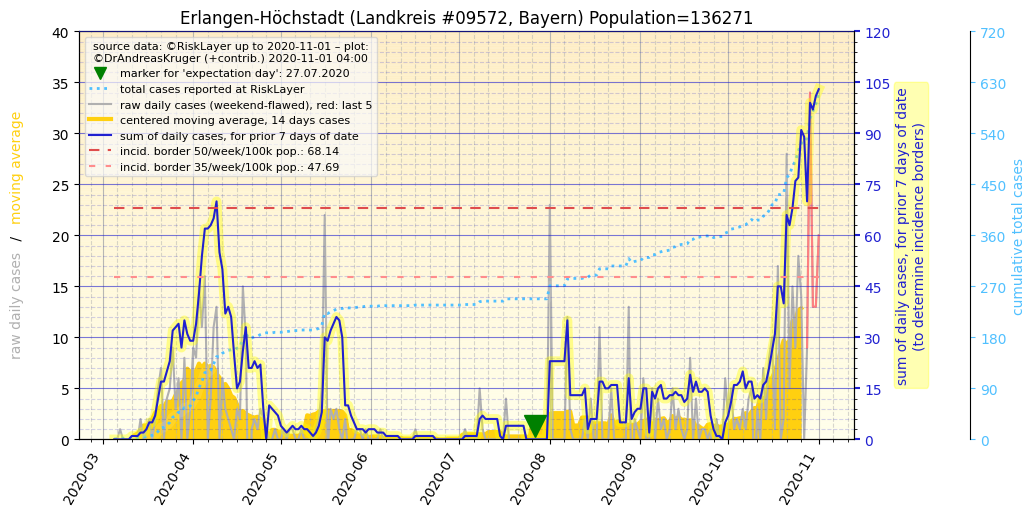 Erlangen-Höchstadt (Landkreis #09572, Bayern) Population=136271
source data: ©RiskLayer up to 2020-11-01 – plot:
©DrAndreasKruger (+contrib.) 2020-11-01 04:00
marker for 'expectation day': 27.07.2020
total cases reported at RiskLayer
raw daily cases (weekend-flawed), red: last 5
centered moving average, 14 days cases
sum of daily cases, for prior 7 days of date
incid. border 50/week/100k pop.: 68.14
incid. border 35/week/100k pop.: 47.69
raw daily cases / moving average
40
35
30
25
20
15
10
5
0
2020-03
2020-04
2020-05
2020-06
2020-07
2020-08
2020-09
2020-10
2020-11
120
105
90
75
60
45
30
15
0
sum of daily cases, for prior 7 days of date
(to determine incidence borders)
720
630
540
450
360
270
180
90
0
cumulative total cases